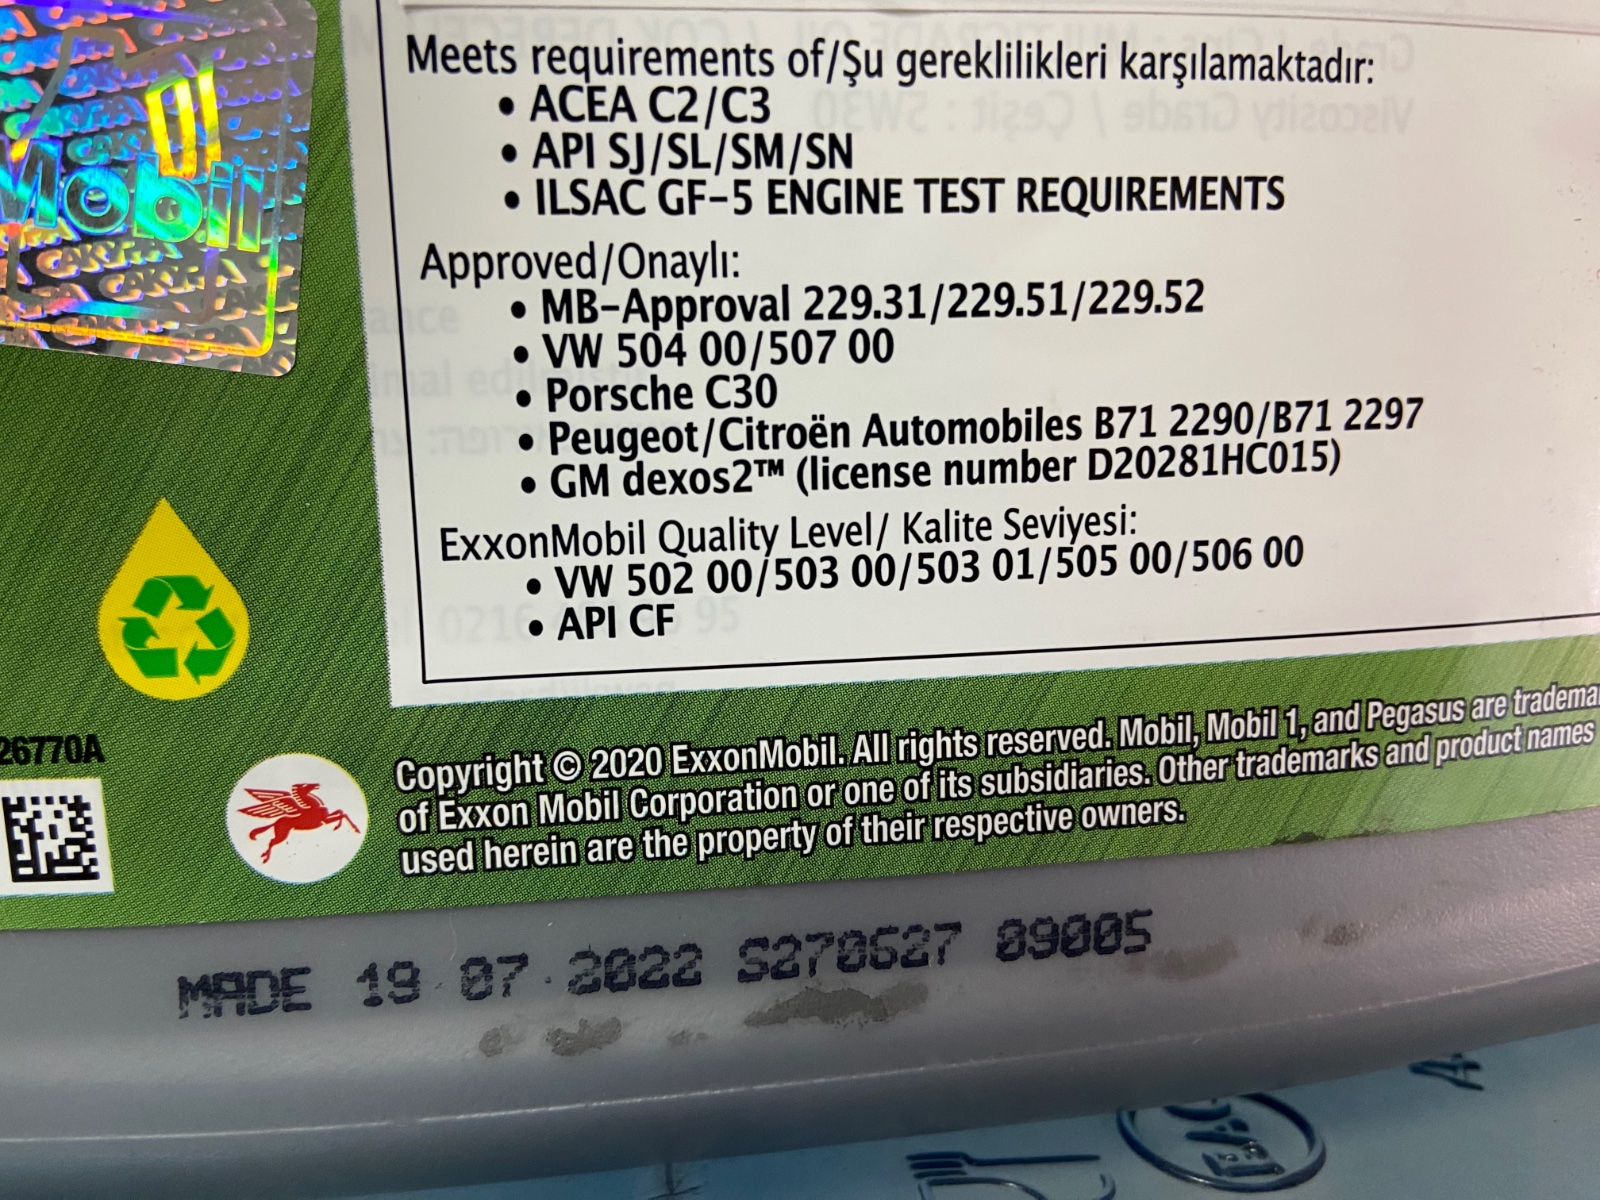 Mobil 1
Meets requirements of/Şu gereklilikleri karşılamaktadır:
• ACEA C2/C3
• API SJ/SL/SM/SN
• ILSAC GF-5 ENGINE TEST REQUIREMENTS
Approved/Onaylı:
• MB-Approval 229.31/229.51/229.52
• VW 504 00/507 00
• Porsche C30
• Peugeot/Citroën Automobiles B71 2290/B71 2297
• GM dexos2™ (license number D20281HC015)
ExxonMobil Quality Level/ Kalite Seviyesi:
• VW 502 00/503 00/503 01/505 00/506 00
• API CF
26770A
Copyright © 2020 ExxonMobil. All rights reserved. Mobil, Mobil 1, and Pegasus are
of Exxon Mobil Corporation or one of its subsidiaries. Other trademarks and product names
used herein are the property of their respective owners.
MADE 19 07 2022 S270627 09005